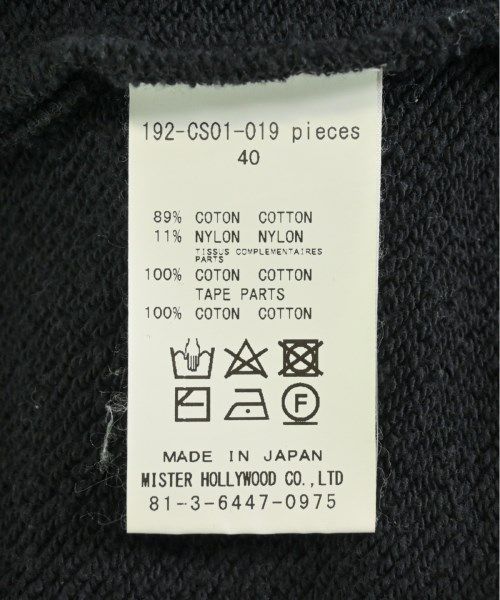 192-CS01-019 pieces
40
89% COTON COTTON
11% NYLON NYLON
TISSUS COMPLEMENTAIRES
PARTS
100% COTON COTTON
TAPE PARTS
100% COTON COTTON
F
MADE IN JAPAN
MISTER HOLLYWOOD CO.,LTD
81-3-6447-0975